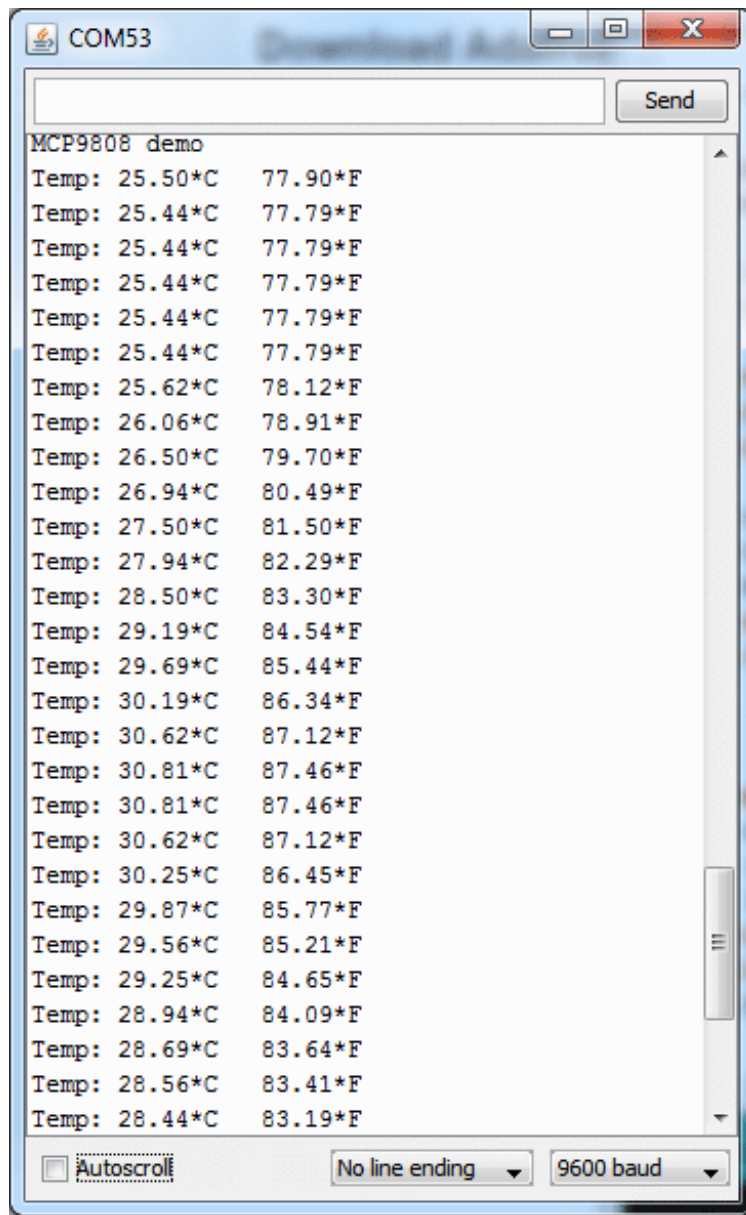 COM53
Send
MCP9808 demo
Temp: 25.50*C 77.90*F
Temp: 25.44*C 77.79*F
Temp: 25.44*C 77.79*F
Temp: 25.44*C 77.79*F
Temp: 25.44*C 77.79*F
Temp: 25.44*C 77.79*F
Temp: 25.62*C 78.12*F
Temp: 26.06*C 78.91*F
Temp: 26.50*C 79.70*F
Temp: 26.94*C 80.49*F
Temp: 27.50*C 81.50*F
Temp: 27.94*C 82.29*F
Temp: 28.50*C 83.30*F
Temp: 29.19*C 84.54*F
Temp: 29.69*C 85.44*F
Temp: 30.19*C 86.34*F
Temp: 30.62*C 87.12*F
Temp: 30.81*C 87.46*F
Temp: 30.81*C 87.46*F
Temp: 30.62*C 87.12*F
Temp: 30.25*C 86.45*F
Temp: 29.87*C 85.77*F
Temp: 29.56*C 85.21*F
Temp: 29.25*C 84.65*F
Temp: 28.94*C 84.09*F
Temp: 28.69*C 83.64*F
Temp: 28.56*C 83.41*F
Temp: 28.44*C 83.19*F
Autoscroll No line ending 9600 baud